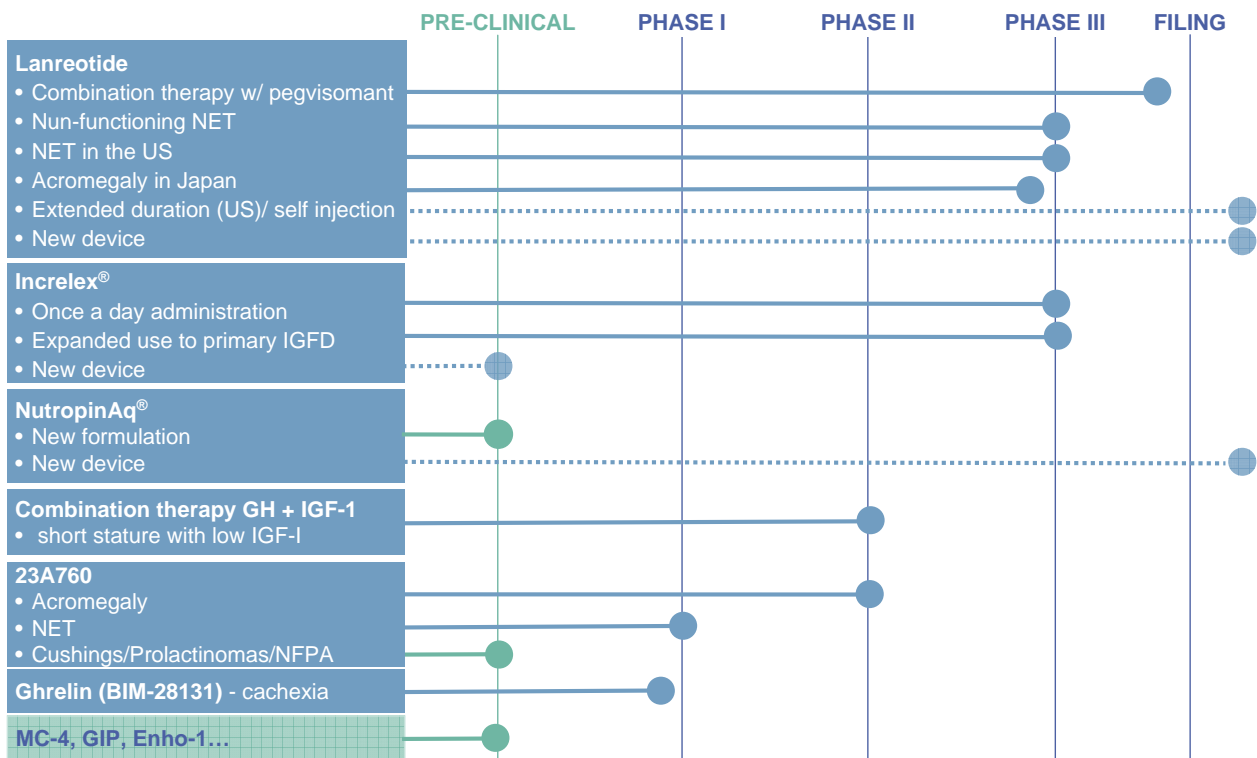 PRE-CLINICAL PHASE I PHASE II PHASE III FILING
Lanreotide
• Combination therapy w/ pegvisomant
• Nun-functioning NET
• NET in the US
• Acromegaly in Japan
• Extended duration (US)/ self injection
• New device
Increlex®
• Once a day administration
• Expanded use to primary IGFD
• New device
NutropinAq®
• New formulation
• New device
Combination therapy GH + IGF-1
• short stature with low IGF-I
23A760
• Acromegaly
• NET
• Cushings/Prolactinomas/NFPA
Ghrelin (BIM-28131) - cachexia
MC-4, GIP, Enho-1…